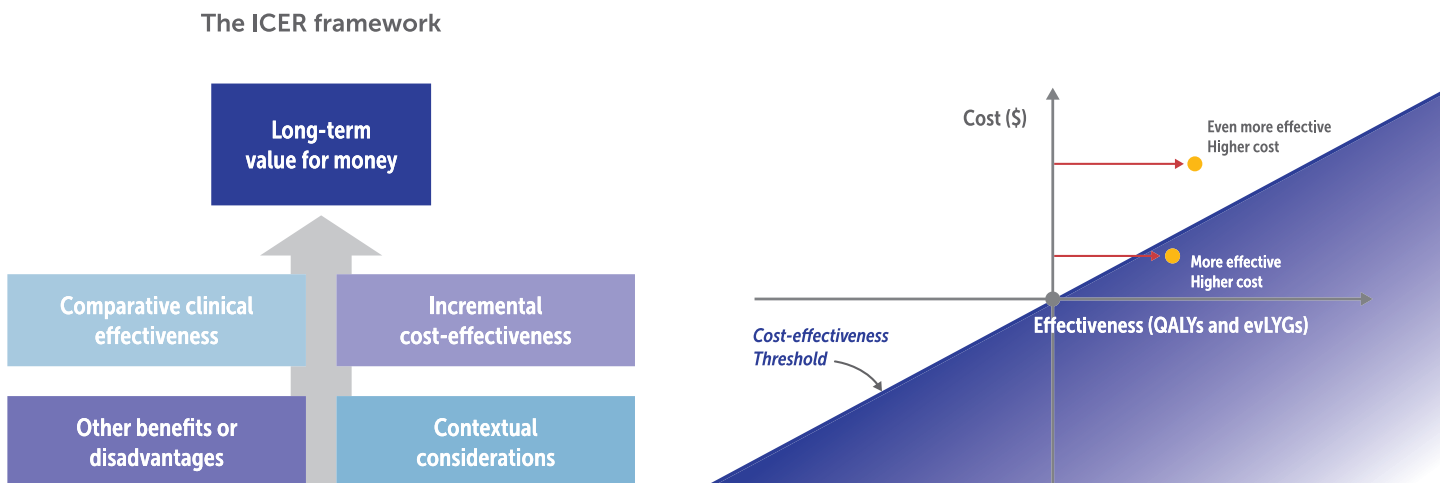 The ICER framework
Long-term
value for money
Comparative clinical
effectiveness
Incremental
cost-effectiveness
Other benefits or
disadvantages
Contextual
considerations
Cost ($)
Even more effective
Higher cost
More effective
Higher cost
Effectiveness (QALYs and evLYGs)
Cost-effectiveness
Threshold